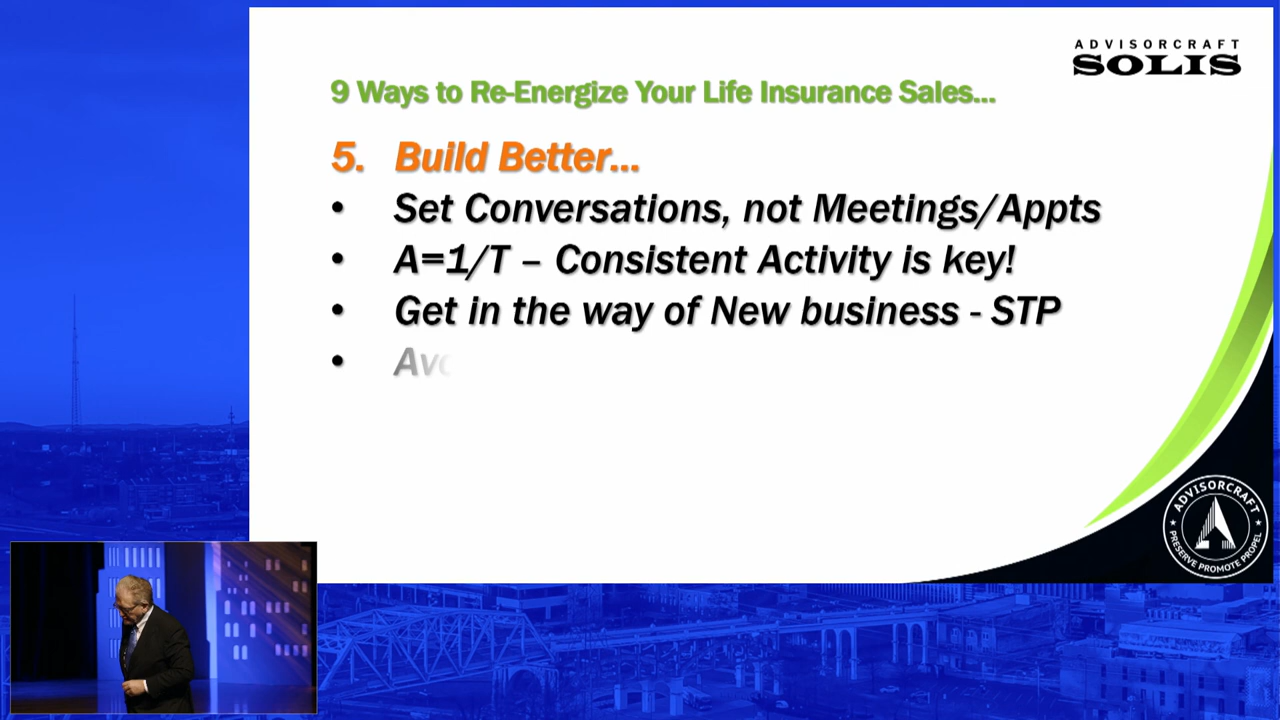 ADVISORCRAFT
SOLIS
9 Ways to Re-Energize Your Life Insurance Sales...
5. Build Better...
• Set Conversations, not Meetings/Appts
• A=1/T – Consistent Activity is key!
• Get in the way of New business - STP
•
ADVISORCRAFT
PRESERVE PROMOTE PROPEL